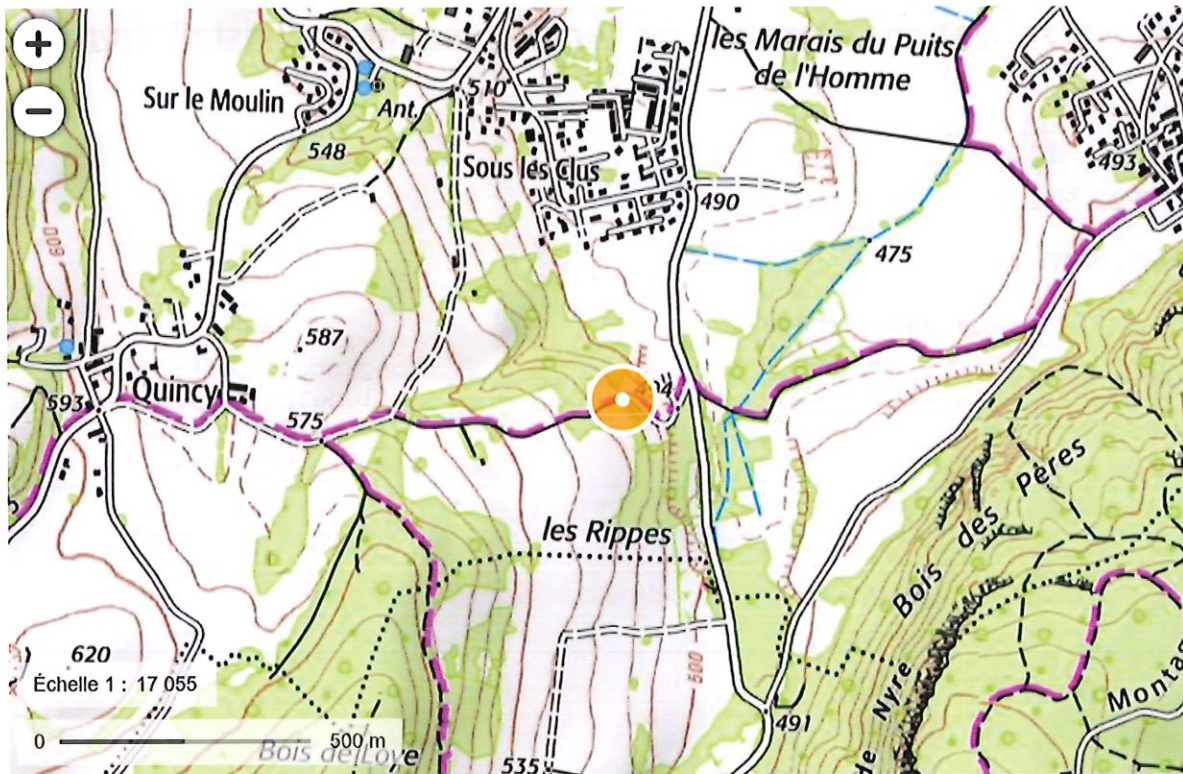 +
−
les Marais du Puits
de l'Homme
Sur le Moulin
510
Ant.
548
Sous les Clus
493
490
475
600
587
Quincy
593
575
les Rippes
Bois
des
Pères
620
Échelle 1 : 17 055
500
491
de Nyre
0
500 m
Bois de Loye
535